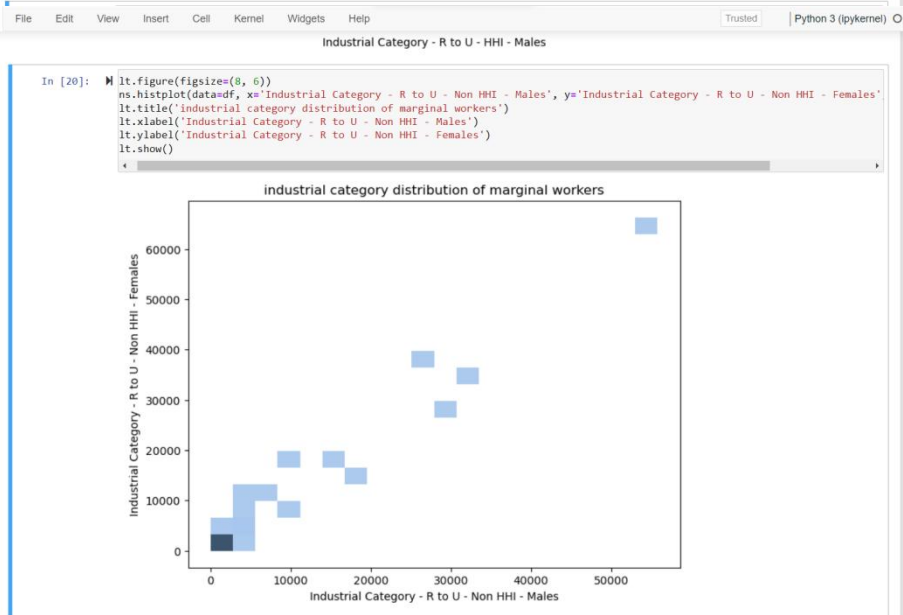 File Edit View Insert Cell Kernel Widgets Help Trusted Python 3 (ipykernel)
Industrial Category - R to U - HHI - Males
In [20]: lt.figure(figsize=(8, 6))
ns.histplot(data=df, x='Industrial Category - R to U - Non HHI - Males', y='Industrial Category - R to U - Non HHI - Females'
lt.title('industrial category distribution of marginal workers')
lt.xlabel('Industrial Category - R to U - Non HHI - Males')
lt.ylabel('Industrial Category - R to U - Non HHI - Females')
lt.show()
industrial category distribution of marginal workers
Industrial Category - R to U - Non HHI - Females
60000
50000
40000
30000
20000
10000
0
0 10000 20000 30000 40000 50000
Industrial Category - R to U - Non HHI - Males